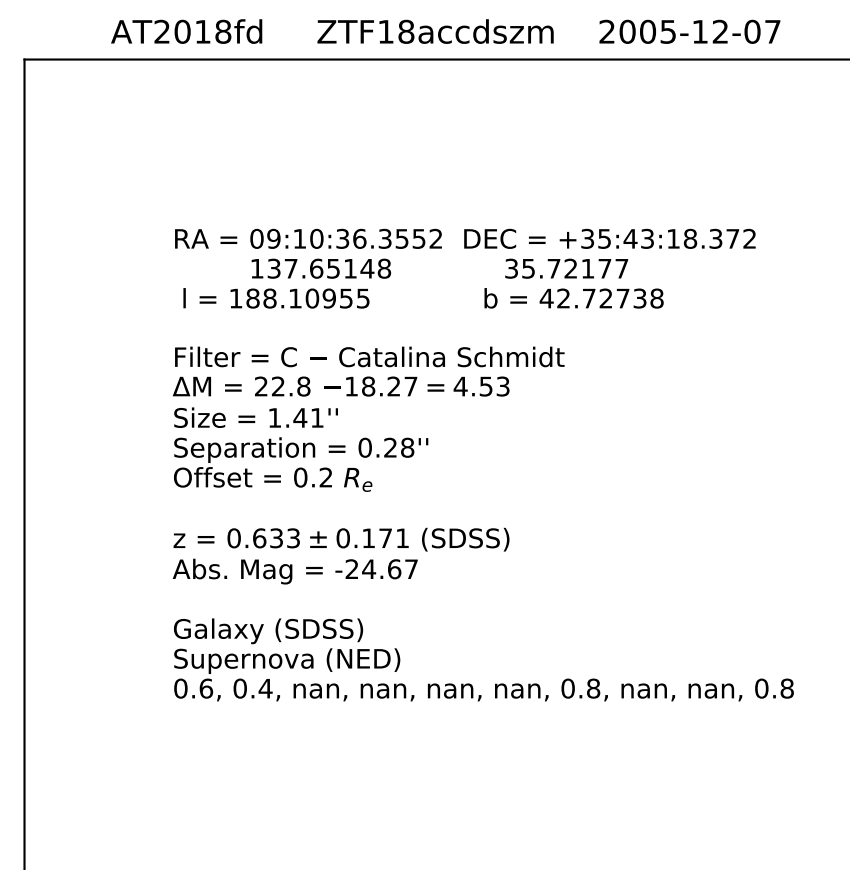 AT2018fd ZTF18accdszm 2005-12-07
RA = 09:10:36.3552 DEC = +35:43:18.372
137.65148 35.72177
l = 188.10955 b = 42.72738
Filter = C − Catalina Schmidt
ΔM = 22.8 −18.27 = 4.53
Size = 1.41''
Separation = 0.28''
Offset = 0.2 Rₑ
z = 0.633 ± 0.171 (SDSS)
Abs. Mag = -24.67
Galaxy (SDSS)
Supernova (NED)
0.6, 0.4, nan, nan, nan, nan, 0.8, nan, nan, 0.8